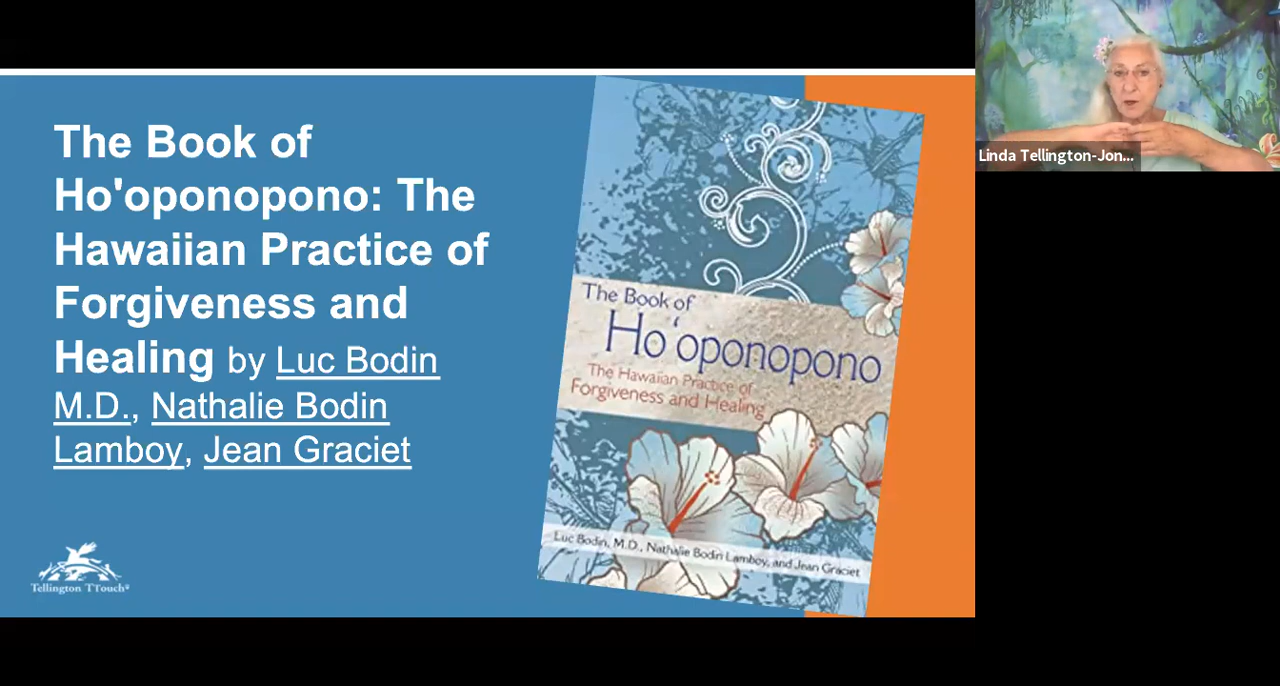 The Book of
Ho'oponopono: The
Hawaiian Practice of
Forgiveness and
Healing by Luc Bodin
M.D., Nathalie Bodin
Lamboy, Jean Graciet
Tellington TTouch®
The Book of
Ho‘oponopono
The Hawaiian Practice of
Forgiveness and Healing
Luc Bodin, M.D., Nathalie Bodin Lamboy, and Jean Graciet
Linda Tellington-Jon...